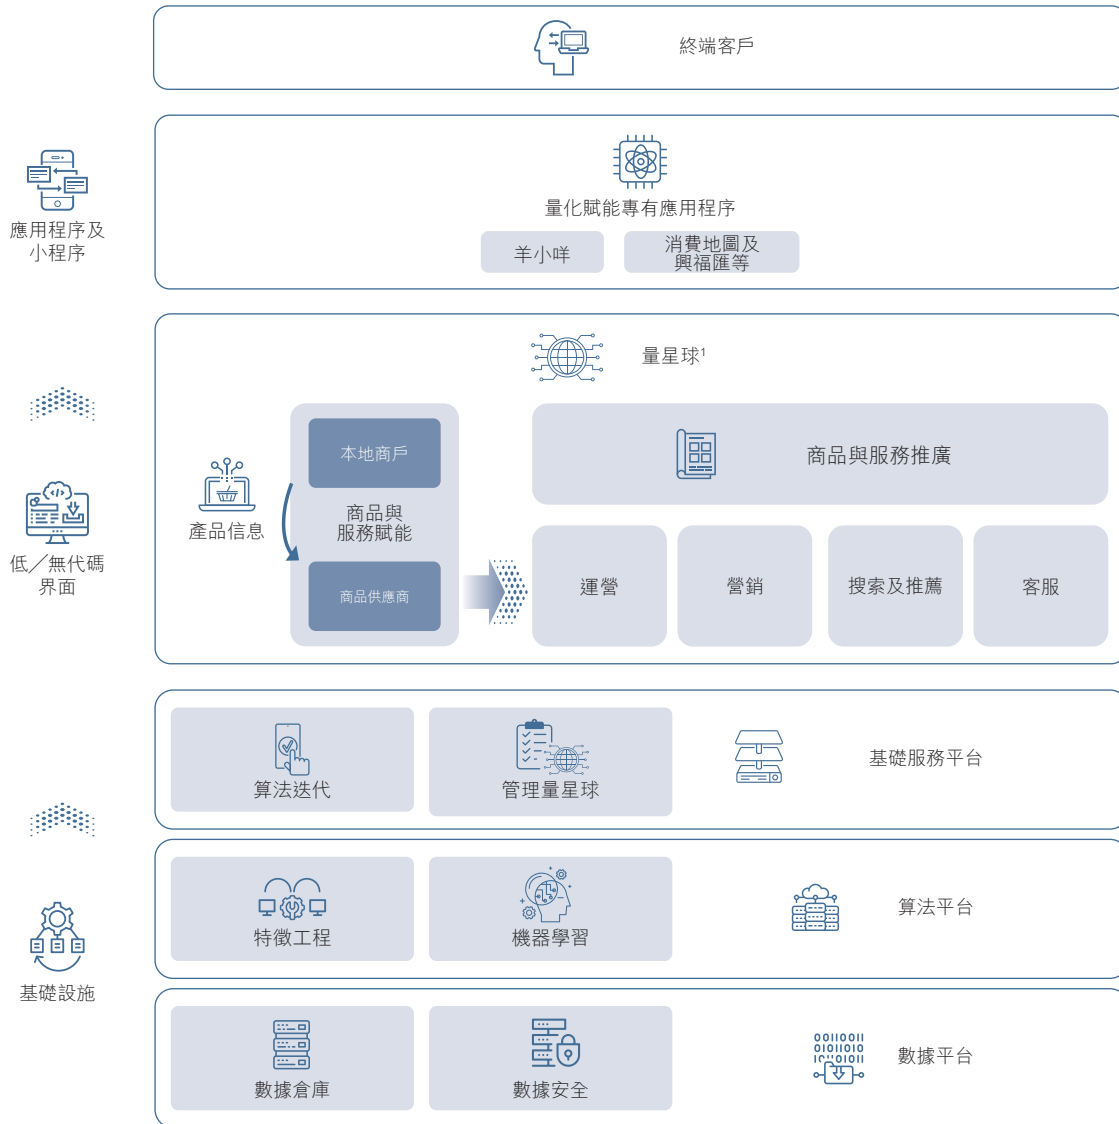 終端客戶
應用程序及
小程序
量化賦能專有應用程序
羊小咩
消費地圖及
興福匯等
低／無代碼
界面
量星球¹
產品信息
本地商戶
商品與
服務賦能
商品供應商
商品與服務推廣
運營
營銷
搜索及推薦
客服
基礎設施
算法迭代
管理量星球
基礎服務平台
特徵工程
機器學習
算法平台
數據倉庫
數據安全
00110011
01011010
101011
數據平台